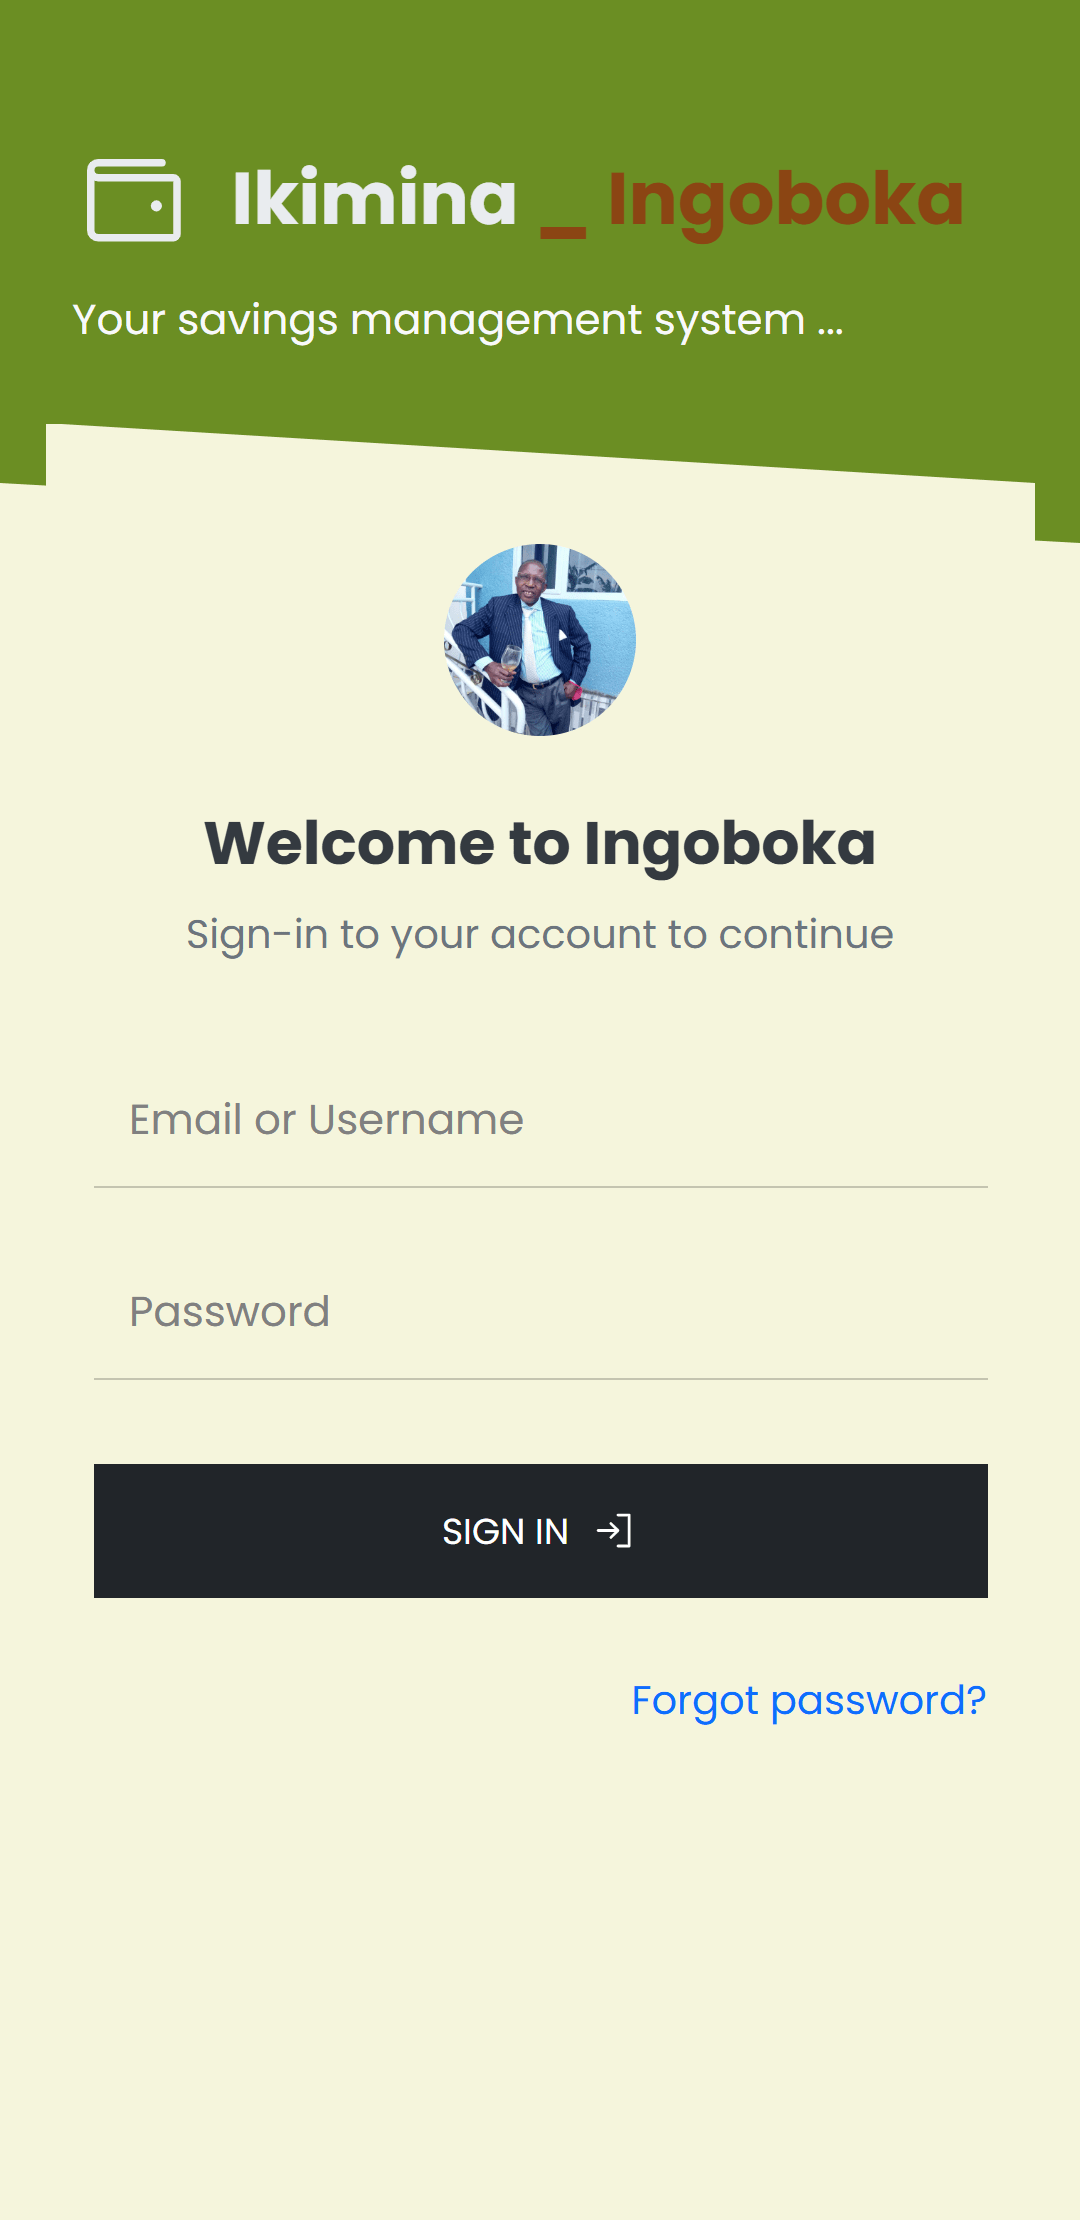 Ikimina _ Ingoboka
Your savings management system ...
Welcome to Ingoboka
Sign-in to your account to continue
Email or Username
Password
SIGN IN
Forgot password?